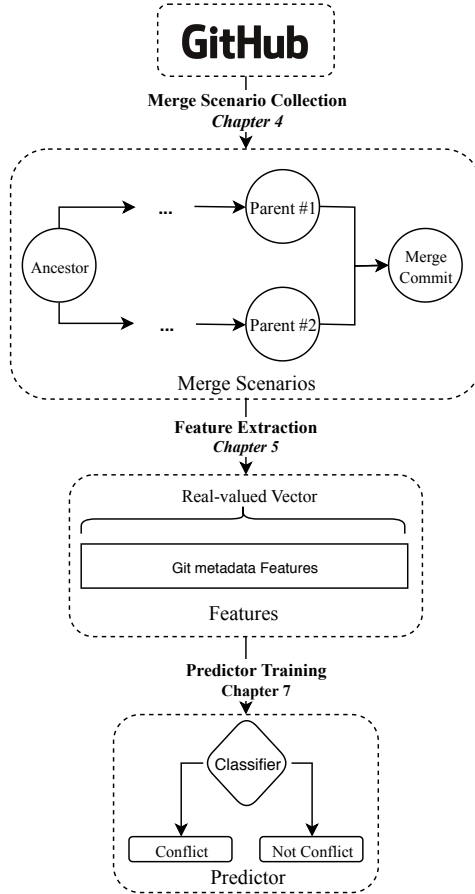 GitHub
Merge Scenario Collection
Chapter 4
...
Parent #1
Ancestor
Merge
Commit
...
Parent #2
Merge Scenarios
Feature Extraction
Chapter 5
Real-valued Vector
Git metadata Features
Features
Predictor Training
Chapter 7
Classifier
Conflict
Not Conflict
Predictor